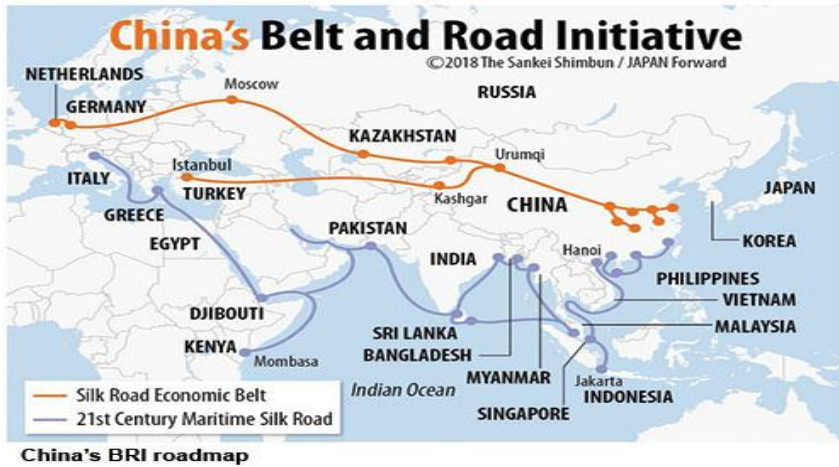 China's Belt and Road Initiative
©2018 The Sankei Shimbun / JAPAN Forward
NETHERLANDS
GERMANY
Moscow
RUSSIA
KAZAKHSTAN
Urumqi
ITALY
Istanbul
TURKEY
Kashgar
CHINA
JAPAN
GREECE
PAKISTAN
KOREA
EGYPT
INDIA
Hanoi
PHILIPPINES
VIETNAM
DJIBOUTI
SRI LANKA
MALAYSIA
KENYA
Mombasa
BANGLADESH
MYANMAR
Indian Ocean
Jakarta
INDONESIA
SINGAPORE
Silk Road Economic Belt
21st Century Maritime Silk Road
China's BRI roadmap